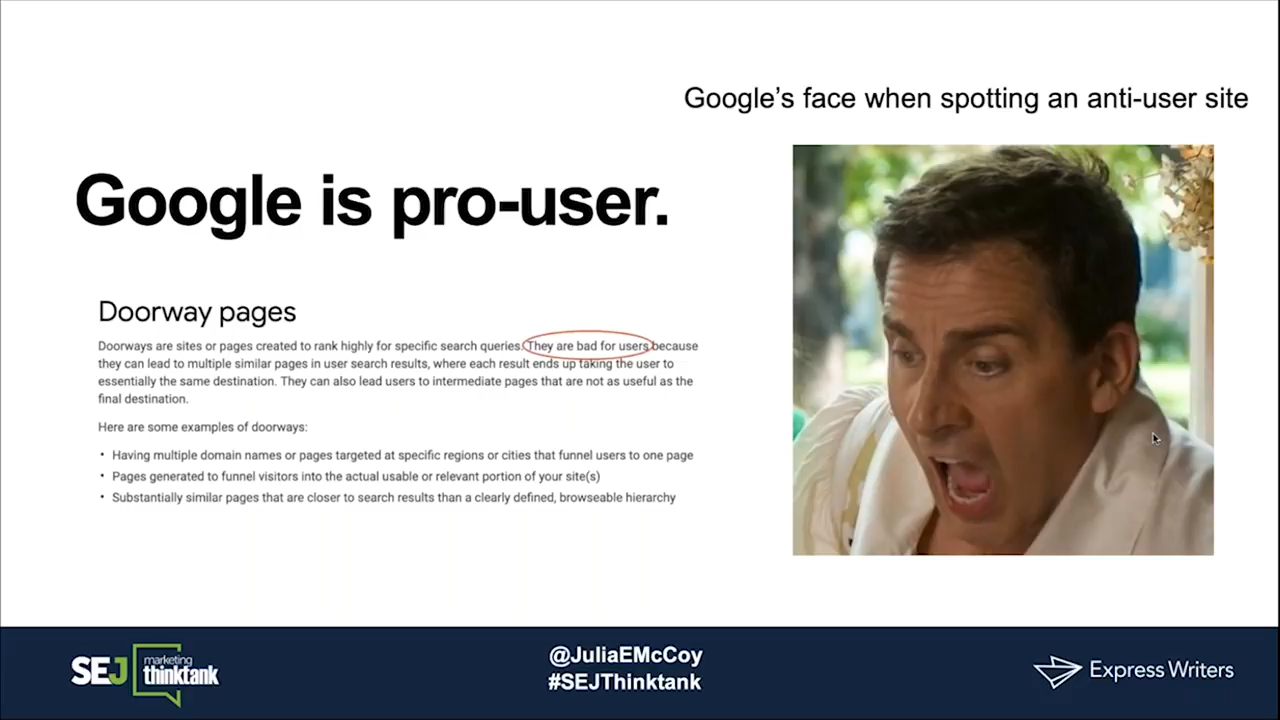 Google's face when spotting an anti-user site
Google is pro-user.
Doorway pages
Doorways are sites or pages created to rank highly for specific search queries. They are bad for users because
they can lead to multiple similar pages in user search results, where each result ends up taking the user to
essentially the same destination. They can also lead users to intermediate pages that are not as useful as the
final destination.
Here are some examples of doorways:
• Having multiple domain names or pages targeted at specific regions or cities that funnel users to one page
• Pages generated to funnel visitors into the actual usable or relevant portion of your site(s)
• Substantially similar pages that are closer to search results than a clearly defined, browseable hierarchy
SEJ marketing
thinktank
@JuliaEMcCoy
#SEJThinktank
Express Writers